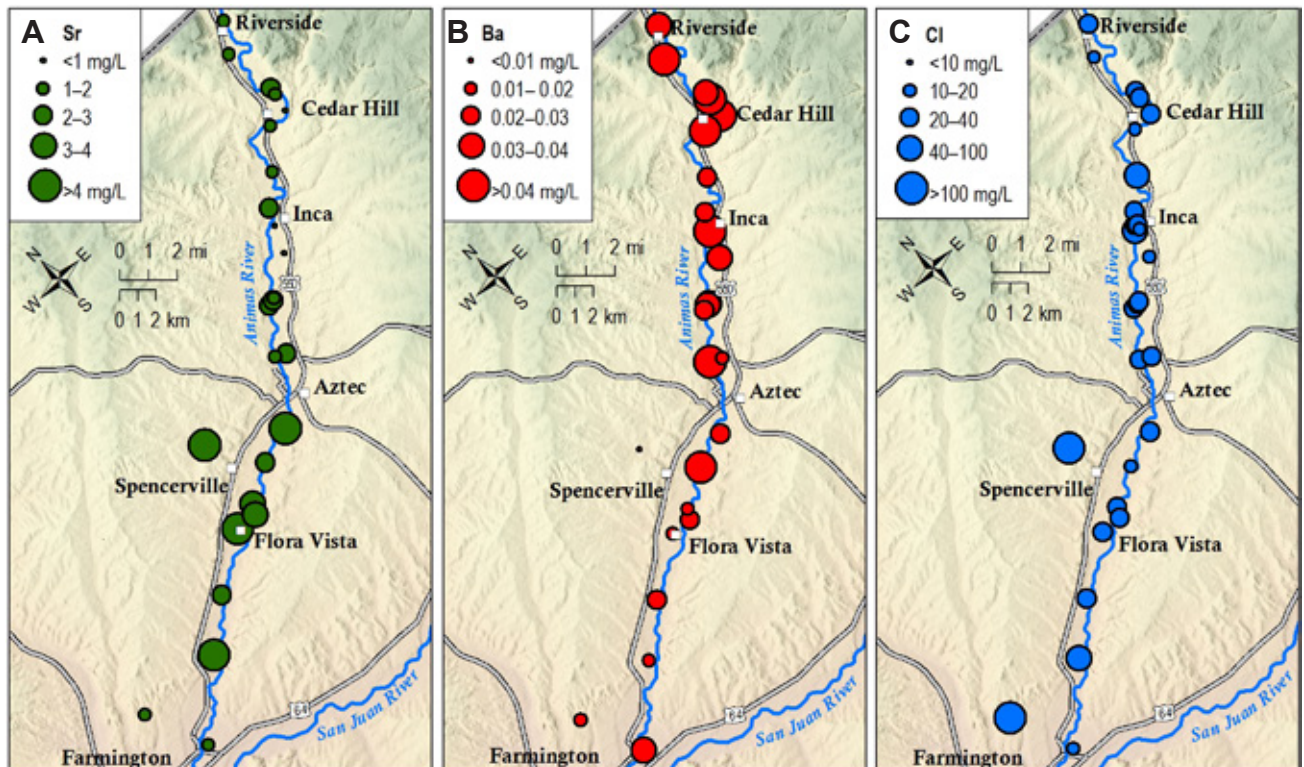 A
Sr
<1 mg/L
1–2
2–3
3–4
>4 mg/L
Riverside
Cedar Hill
Inca
0 1 2 mi
0 1 2 km
N
E
W
S
Animas River
550
Aztec
Spencerville
Flora Vista
64
San Juan River
Farmington
B
Ba
<0.01 mg/L
0.01– 0.02
0.02–0.03
0.03–0.04
>0.04 mg/L
Riverside
Cedar Hill
Inca
0 1 2 mi
0 1 2 km
N
E
W
S
Animas River
550
Aztec
Spencerville
Flora Vista
64
San Juan River
Farmington
C
Cl
<10 mg/L
10–20
20–40
40–100
>100 mg/L
Riverside
Cedar Hill
Inca
0 1 2 mi
0 1 2 km
N
E
W
S
Animas River
550
Aztec
Spencerville
Flora Vista
64
San Juan River
Farmington